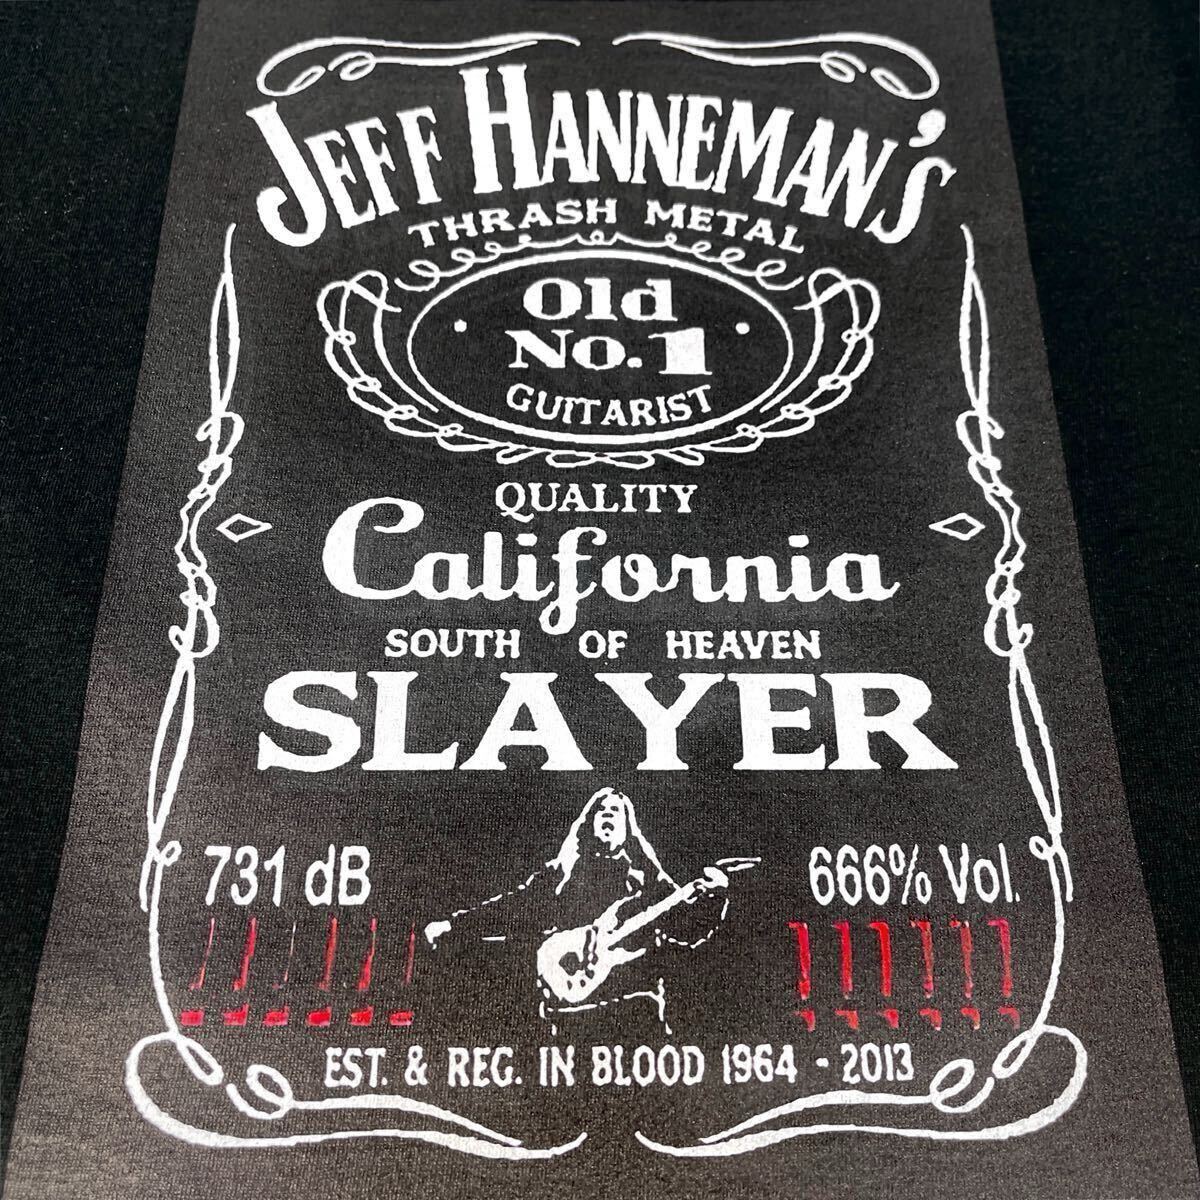 JEFF HANNEMAN'S
THRASH METAL
Old
No.1
GUITARIST
QUALITY
California
SOUTH OF HEAVEN
SLAYER
731 dB
666% Vol.
EST. & REG. IN BLOOD 1964 - 2013